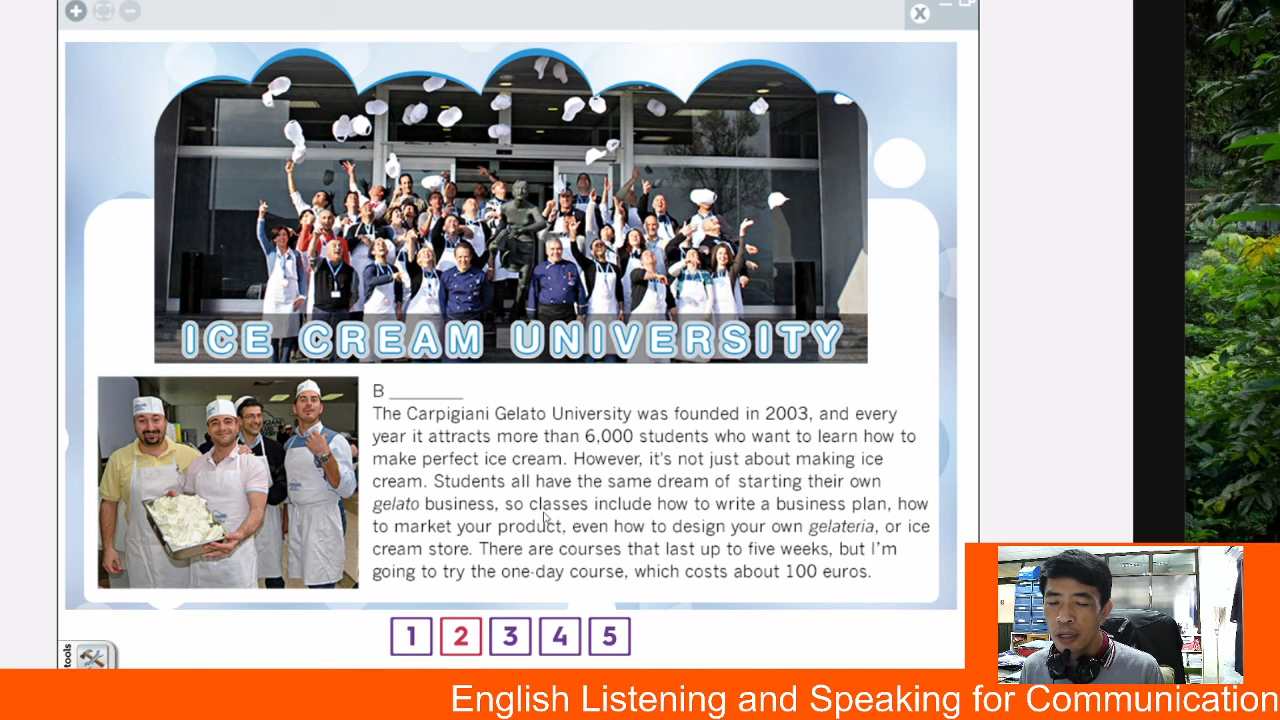 ICE CREAM UNIVERSITY
B ________
The Carpigiani Gelato University was founded in 2003, and every
year it attracts more than 6,000 students who want to learn how to
make perfect ice cream. However, it's not just about making ice
cream. Students all have the same dream of starting their own
gelato business, so classes include how to write a business plan, how
to market your product, even how to design your own gelateria, or ice
cream store. There are courses that last up to five weeks, but I'm
going to try the one-day course, which costs about 100 euros.
1 2 3 4 5
tools
English Listening and Speaking for Communication